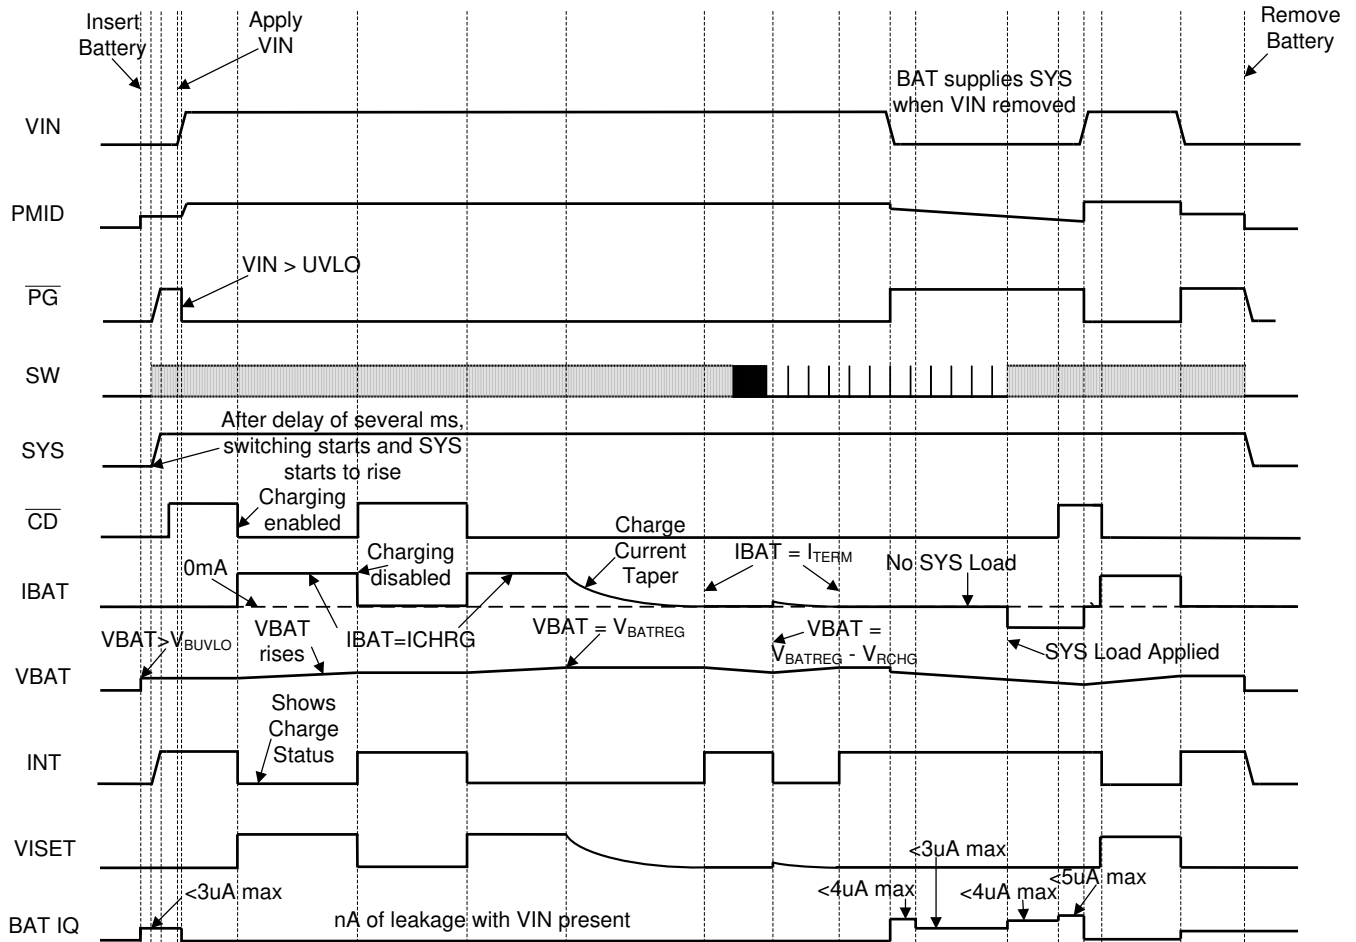 Insert
Battery
Apply
VIN
Remove
Battery
BAT supplies SYS
when VIN removed
VIN
PMID
VIN > UVLO
PG
SW
After delay of several ms,
switching starts and SYS
starts to rise
SYS
Charging
enabled
CD
Charge
Current
Taper
Charging
disabled
IBAT = ITERM
No SYS Load
0mA
IBAT
VBAT>VBUVLO
VBAT
rises
IBAT=ICHRG
VBAT = VBATREG
VBAT =
VBATREG - VRCHG
SYS Load Applied
VBAT
Shows
Charge
Status
INT
VISET
<3uA max
<3uA max
<4uA max
<4uA max
<5uA max
nA of leakage with VIN present
BAT IQ